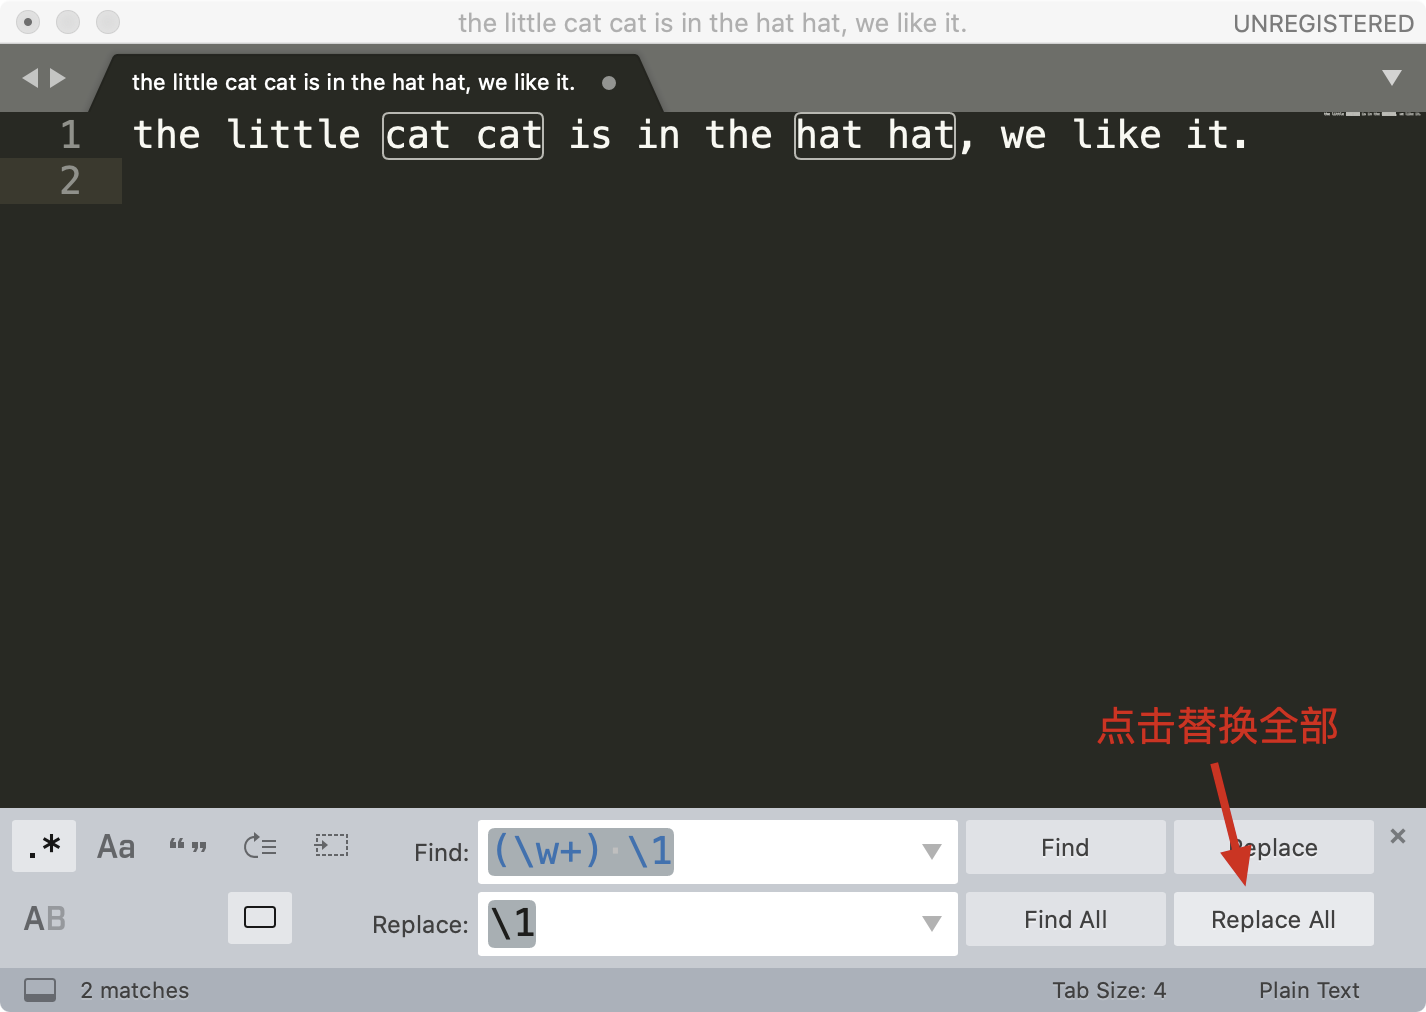 the little cat cat is in the hat hat, we like it.
UNREGISTERED
the little cat cat is in the hat hat, we like it.
1 the little cat cat is in the hat hat, we like it.
2
点击替换全部
.* Aa “ ” Find: (\w+) \1 Find Replace ×
AB Replace: \1 Find All Replace All
2 matches Tab Size: 4 Plain Text